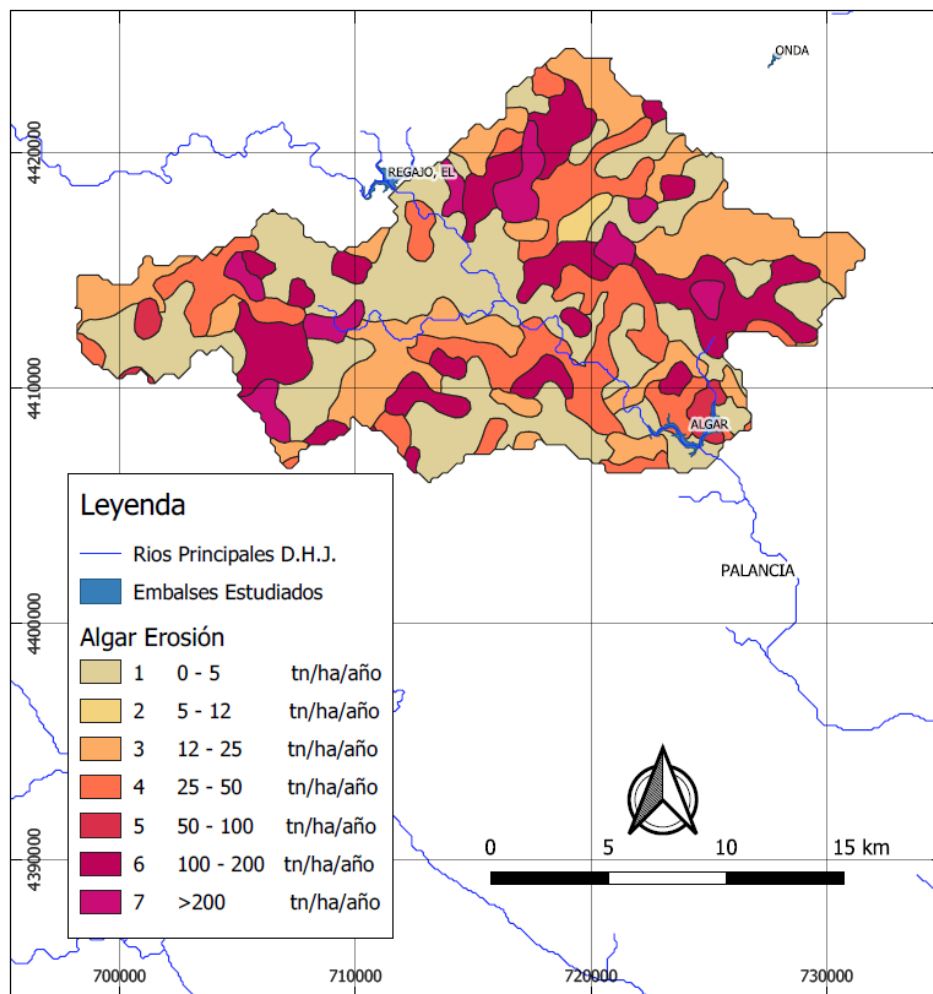 ONDA
4420000
REGAJO, EL
4410000
ALGAR
Leyenda
Rios Principales D.H.J.
Embalses Estudiados
PALANCIA
4400000
Algar Erosión
1 0 - 5 tn/ha/año
2 5 - 12 tn/ha/año
3 12 - 25 tn/ha/año
4 25 - 50 tn/ha/año
5 50 - 100 tn/ha/año
6 100 - 200 tn/ha/año
7 >200 tn/ha/año
0 5 10 15 km
4390000
700000 710000 720000 730000